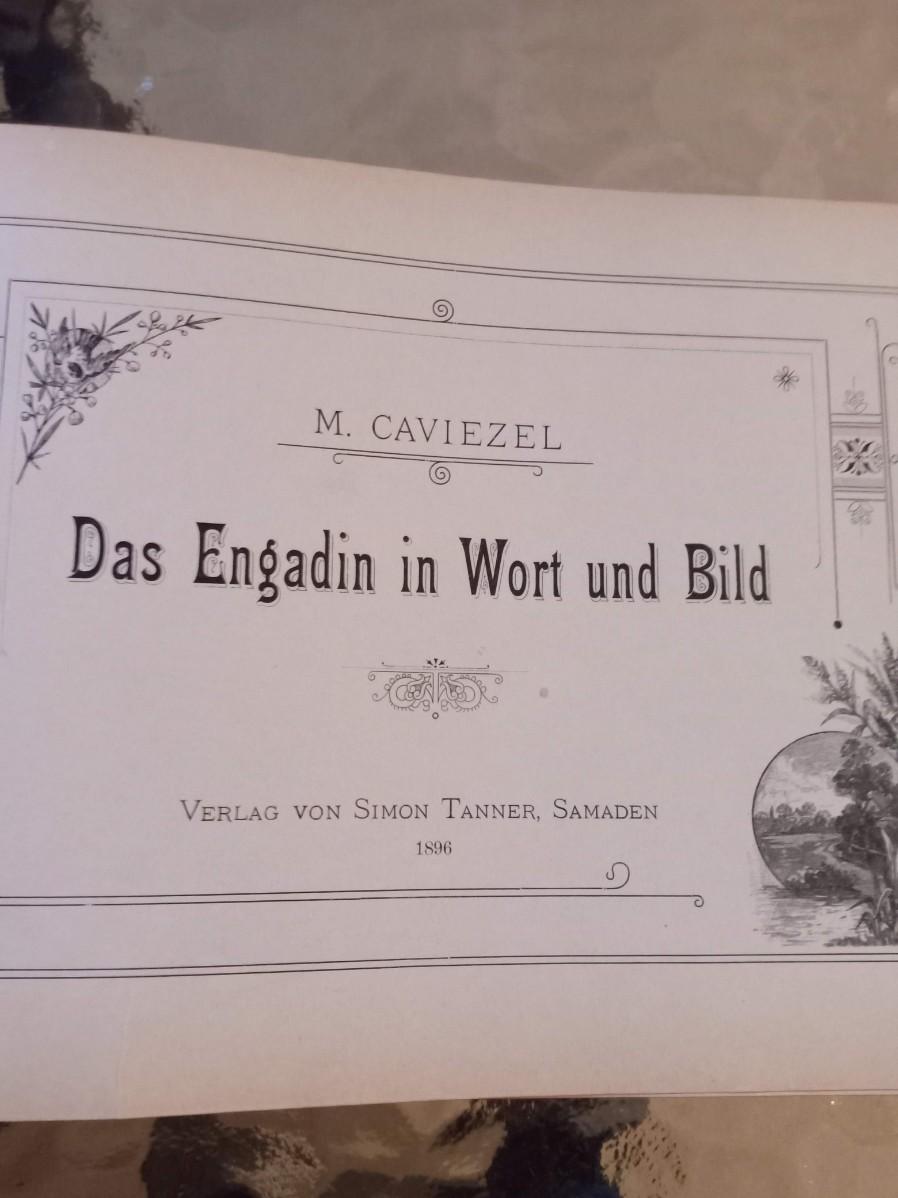 M. CAVIEZEL
Das Engadin in Wort und Bild
VERLAG VON SIMON TANNER, SAMADEN
1896